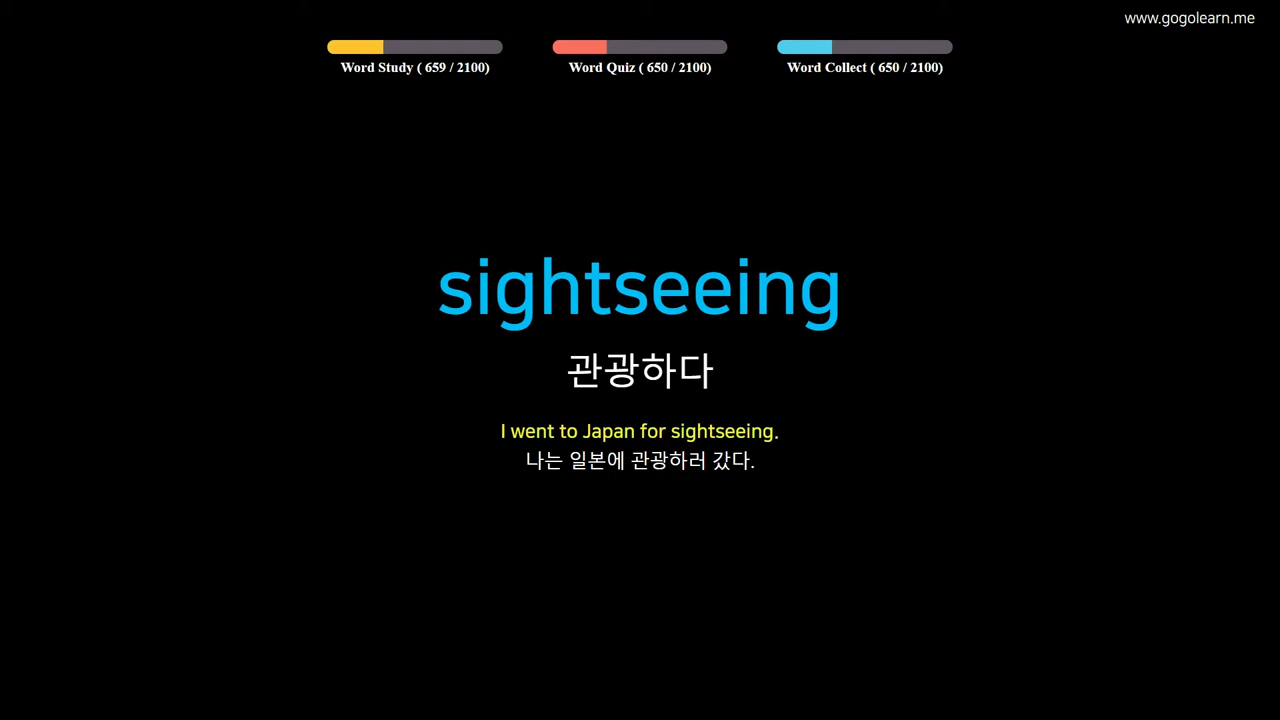 www.gogolearn.me
Word Study ( 659 / 2100)
Word Quiz ( 650 / 2100)
Word Collect ( 650 / 2100)
sightseeing
관광하다
I went to Japan for sightseeing.
나는 일본에 관광하러 갔다.